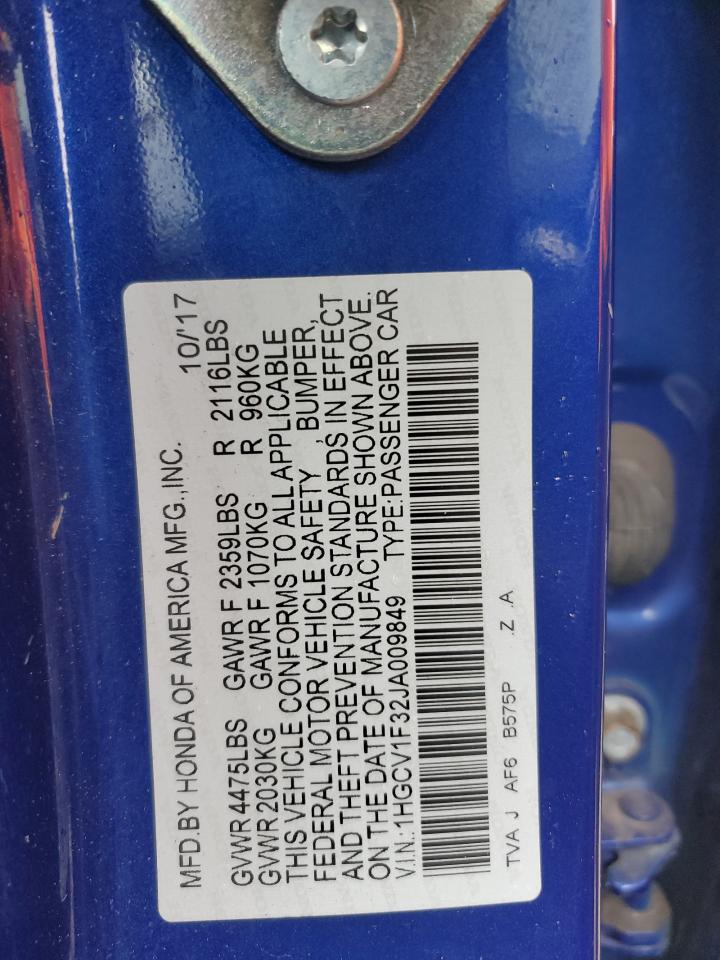 MFD.BY HONDA OF AMERICA MFG.,INC. 10/'17
GVWR 4475LBS GAWR F 2359LBS R 2116LBS
GVWR 2030KG GAWR F 1070KG R 960KG
THIS VEHICLE CONFORMS TO ALL APPLICABLE
FEDERAL MOTOR VEHICLE SAFETY, BUMPER,
AND THEFT PREVENTION STANDARDS IN EFFECT
ON THE DATE OF MANUFACTURE SHOWN ABOVE.
V.I.N.:1HGCV1F32JA009849 TYPE:PASSENGER CAR
TVA J AF6 B575P .Z .A